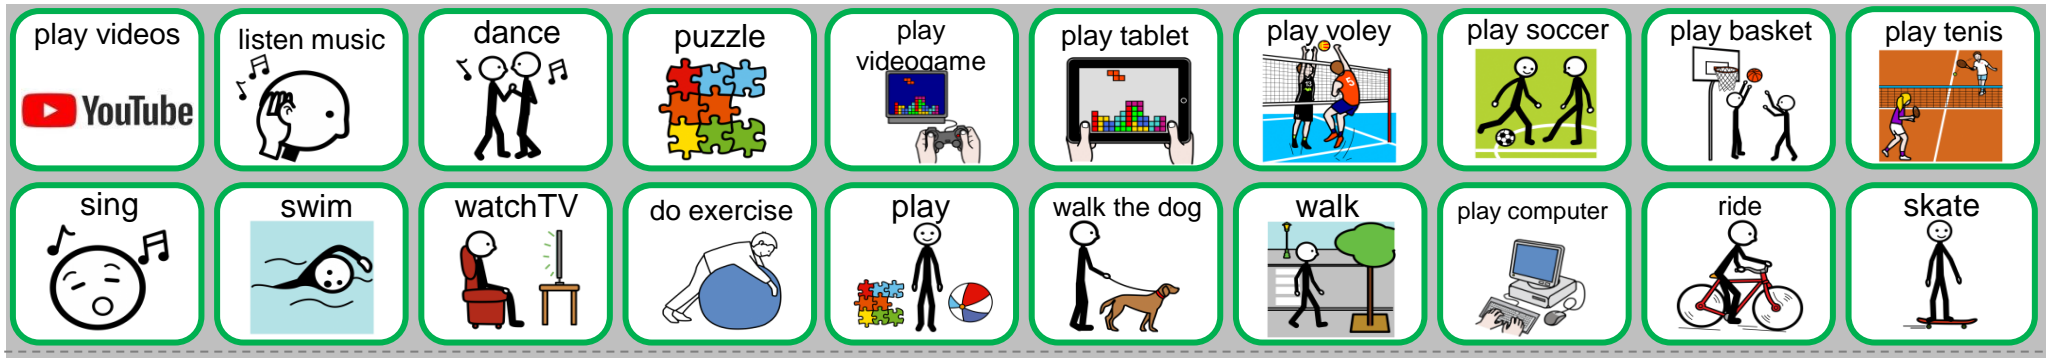 play videos
listen music
dance
puzzle
play
videogame
play tablet
play voley
play soccer
play basket
play tenis
YouTube
5
sing
swim
watchTV
do exercise
play
walk the dog
walk
play computer
ride
skate